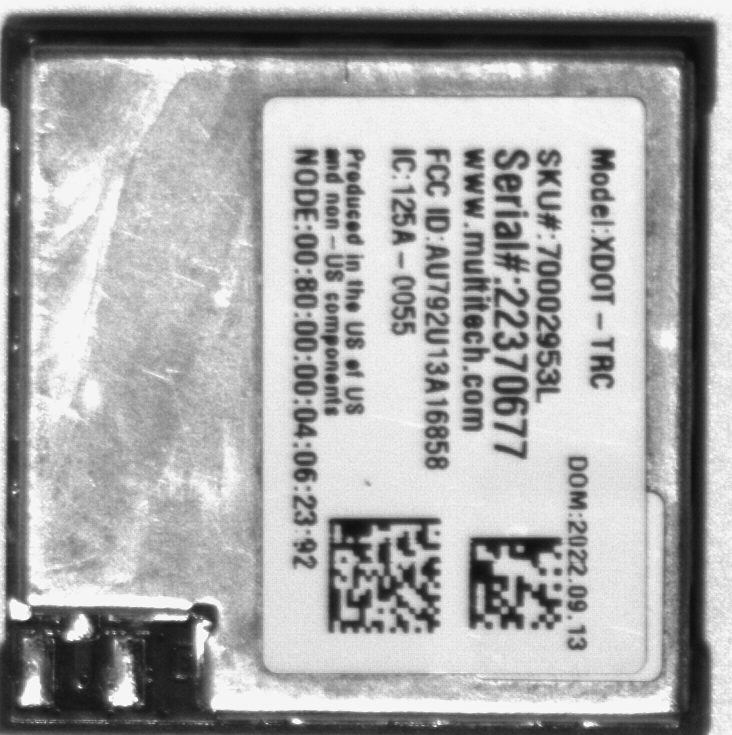 Model:XDOT-TRC
DOM:2022.09.13
SKU#:70002953L
Serial#:22370677
www.multitech.com
FCC ID:AU792U13A16858
IC:125A-0055
Produced in the US of US
and non-US components
NODE:00:80:00:00:04:06:23:92